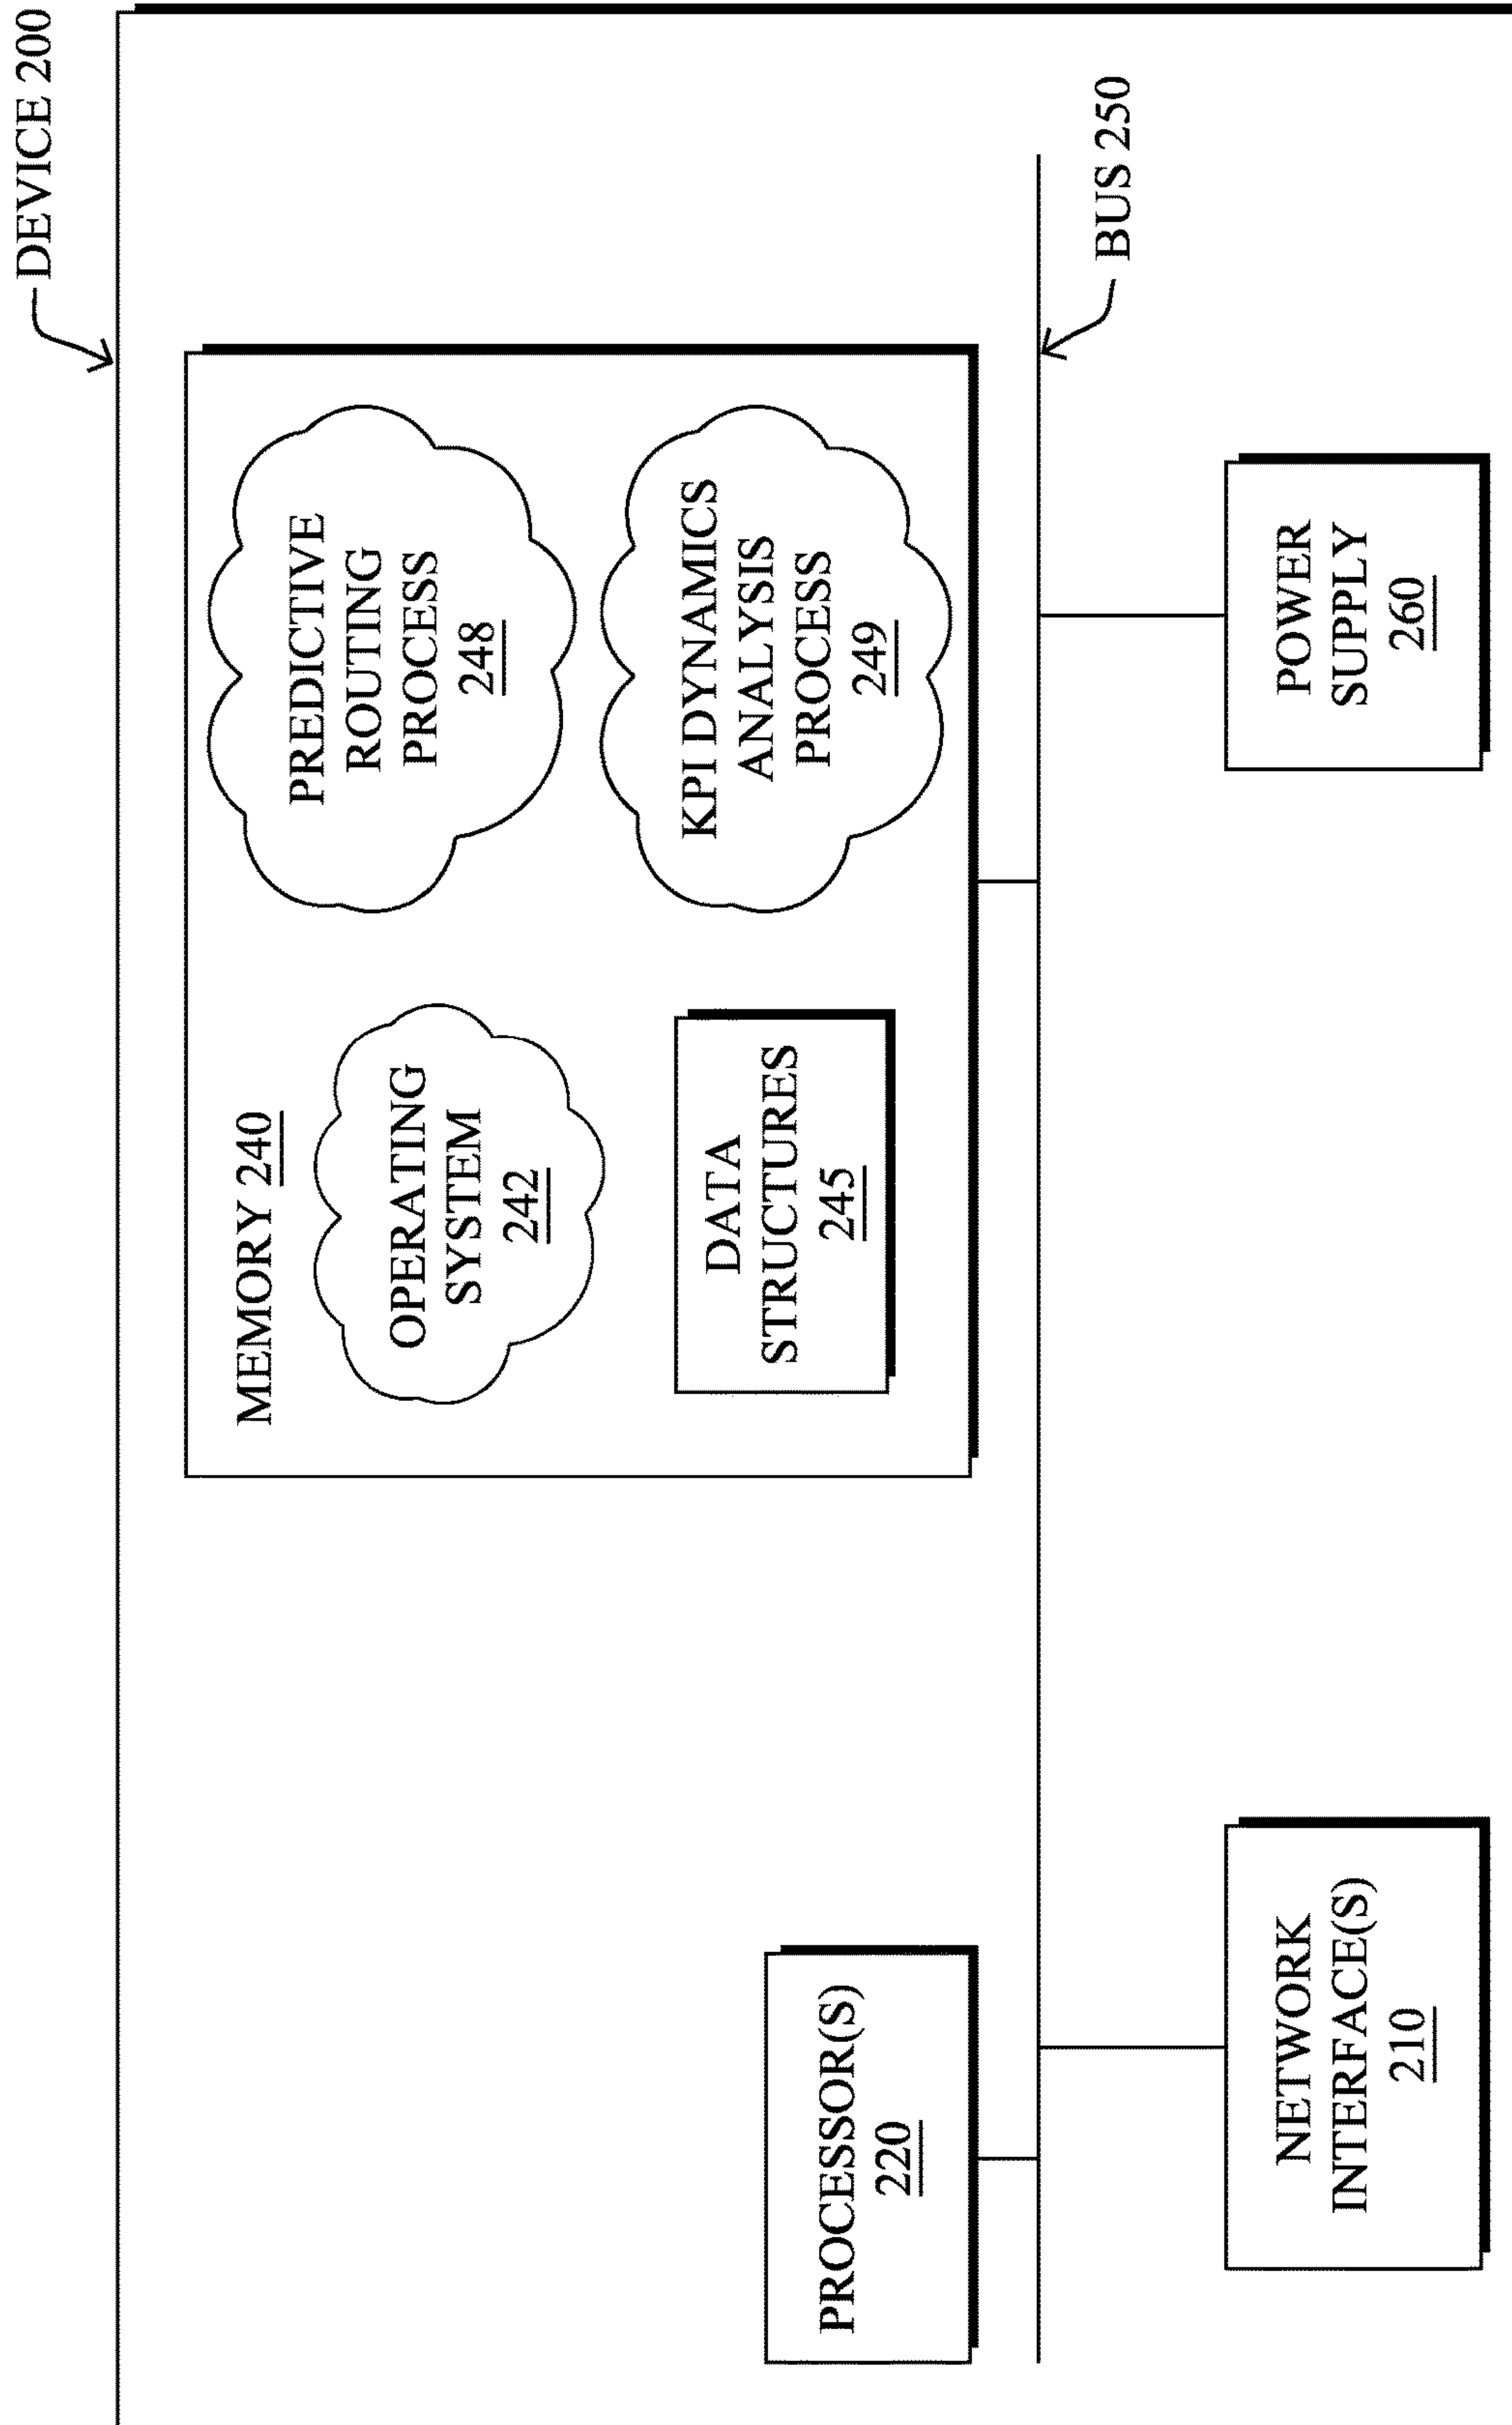 DEVICE 200
MEMORY 240
OPERATING
SYSTEM
242
PREDICTIVE
ROUTING
PROCESS
248
DATA
STRUCTURES
245
KPI DYNAMICS
ANALYSIS
PROCESS
249
PROCESSOR(S)
220
BUS 250
NETWORK
INTERFACE(S)
210
POWER
SUPPLY
260